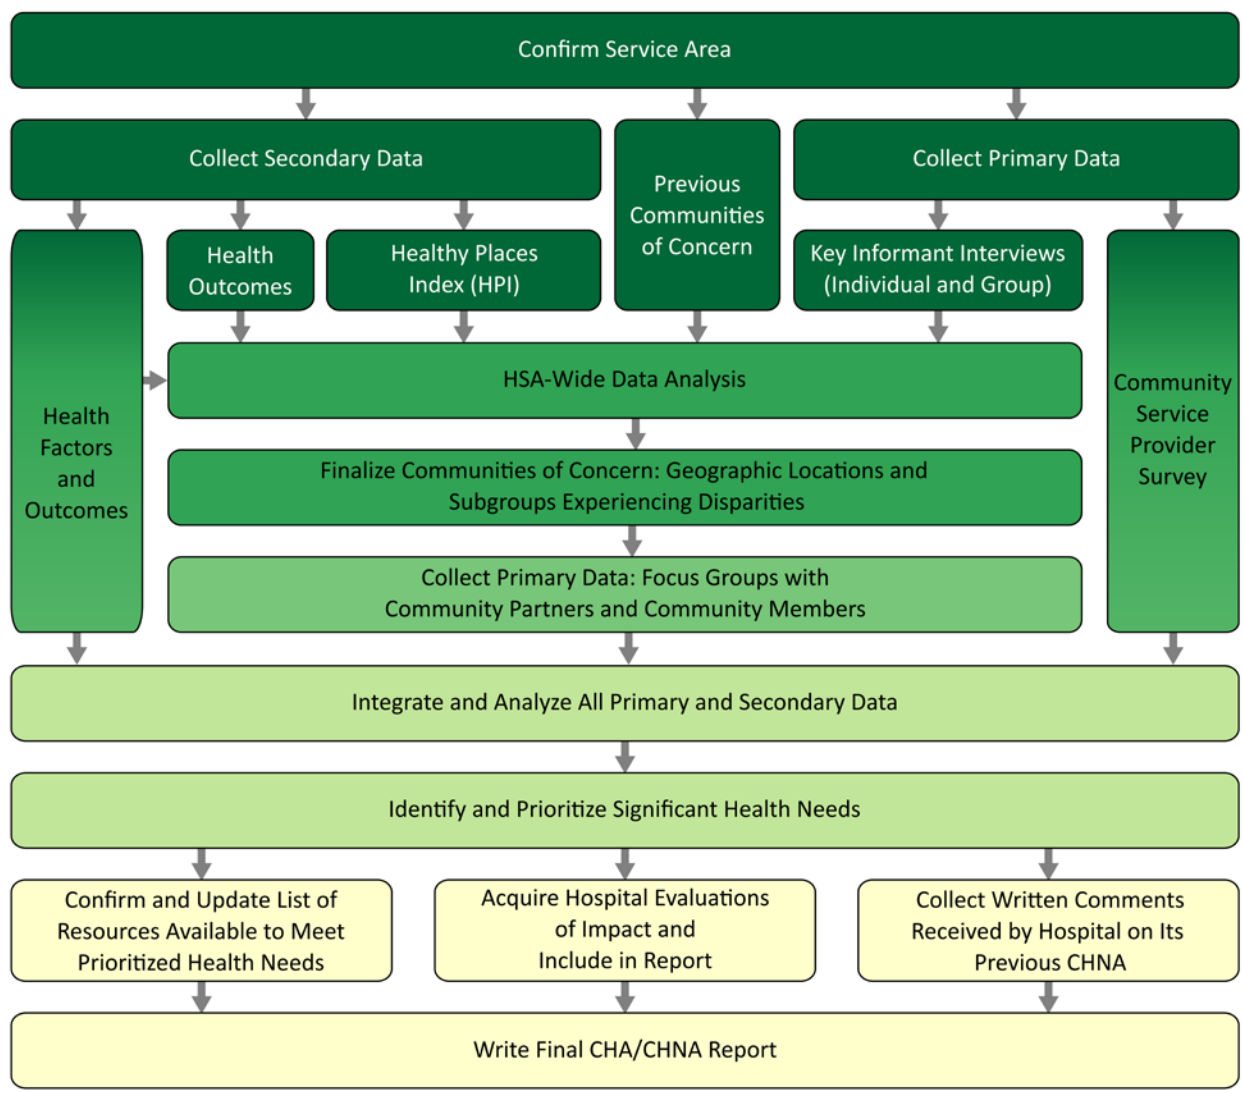 Confirm Service Area
Collect Secondary Data
Previous
Communities
of Concern
Collect Primary Data
Health
Factors
and
Outcomes
Health
Outcomes
Healthy Places
Index (HPI)
Key Informant Interviews
(Individual and Group)
Community
Service
Provider
Survey
HSA-Wide Data Analysis
Finalize Communities of Concern: Geographic Locations and
Subgroups Experiencing Disparities
Collect Primary Data: Focus Groups with
Community Partners and Community Members
Integrate and Analyze All Primary and Secondary Data
Identify and Prioritize Significant Health Needs
Confirm and Update List of
Resources Available to Meet
Prioritized Health Needs
Acquire Hospital Evaluations
of Impact and
Include in Report
Collect Written Comments
Received by Hospital on Its
Previous CHNA
Write Final CHA/CHNA Report